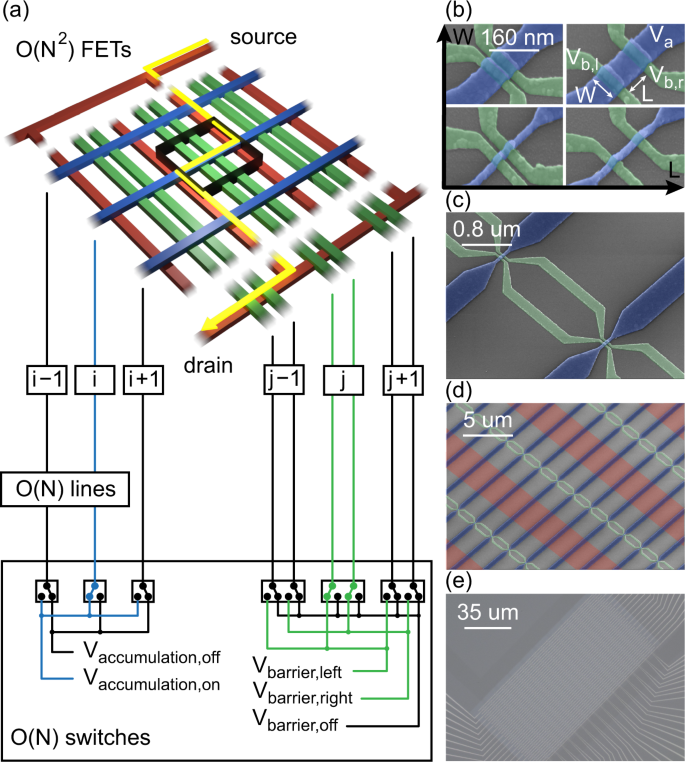 (a)
O(N²) FETs
source
drain
i−1
i
i+1
j−1
j
j+1
O(N) lines
V_accumulation,off
V_accumulation,on
V_barrier,left
V_barrier,right
V_barrier,off
O(N) switches
(b)
W
160 nm
V_a
V_b,l
V_b,r
W
L
L
(c)
0.8 um
(d)
5 um
(e)
35 um